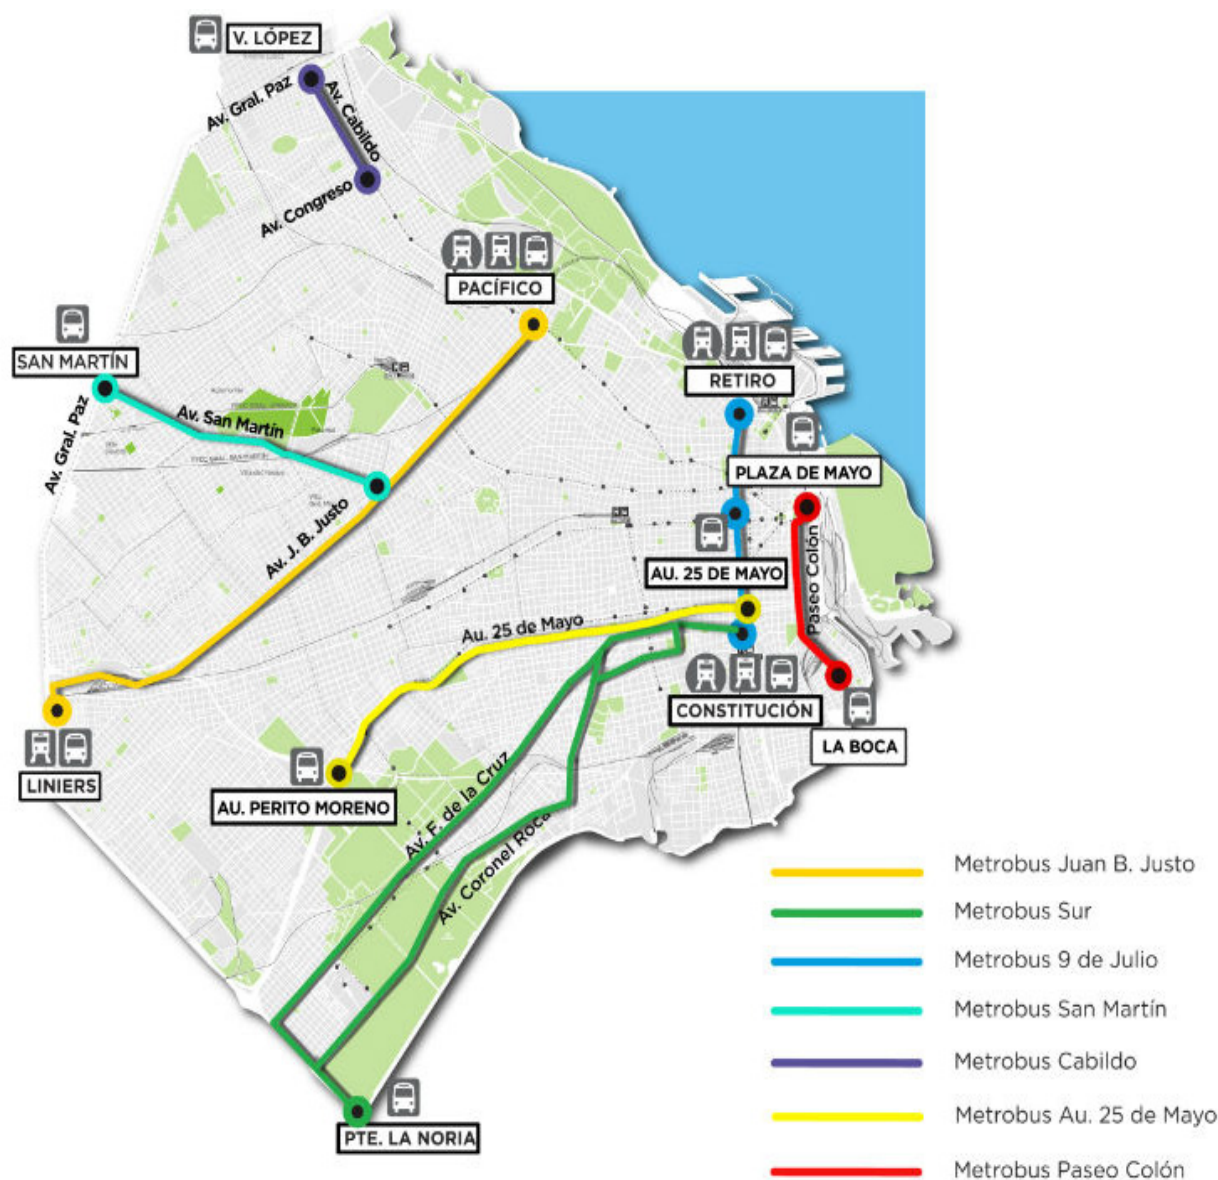 V. LÓPEZ
Av. Gral. Paz
Av. Cabildo
Av. Congreso
PACÍFICO
SAN MARTÍN
RETIRO
Av. Gral. Paz
Av. San Martín
PLAZA DE MAYO
Av. J. B. Justo
AU. 25 DE MAYO
Paseo Colón
Au. 25 de Mayo
CONSTITUCIÓN
LA BOCA
LINIERS
AU. PERITO MORENO
Av. F. de la Cruz
Av. Coronel Roca
PTE. LA NORIA
Metrobus Juan B. Justo
Metrobus Sur
Metrobus 9 de Julio
Metrobus San Martín
Metrobus Cabildo
Metrobus Au. 25 de Mayo
Metrobus Paseo Colón